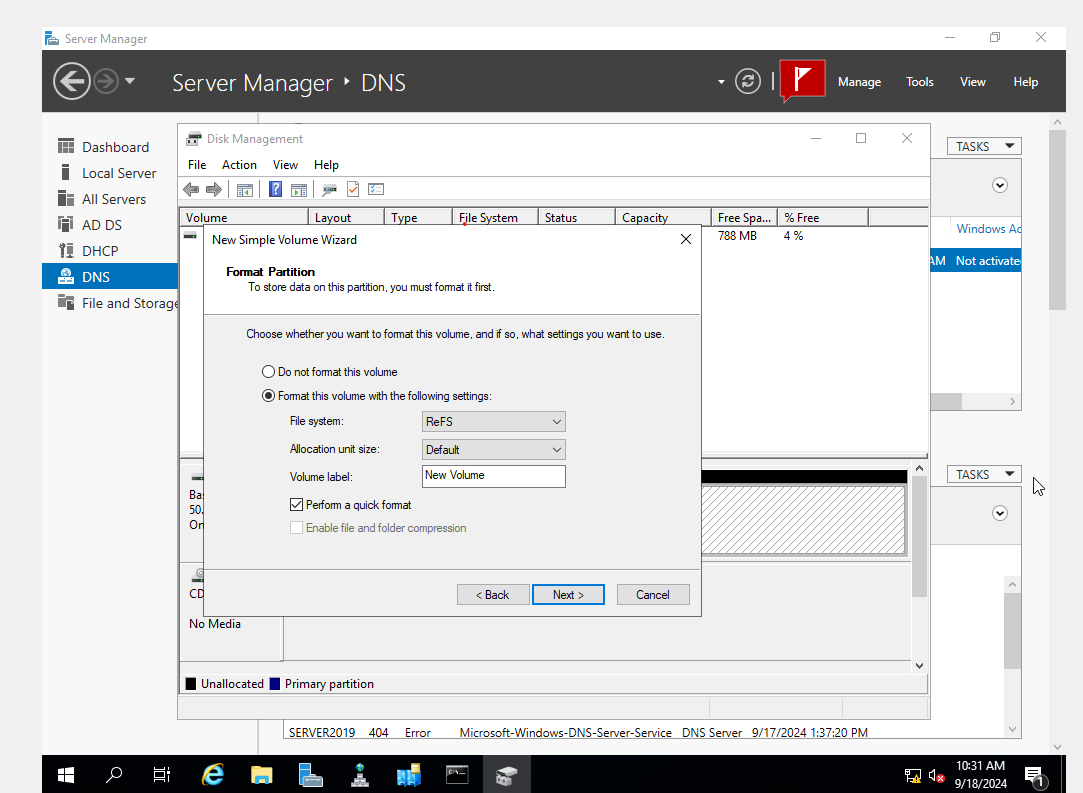 Server Manager
Server Manager ‣ DNS
Manage Tools View Help
Dashboard
Local Server
All Servers
AD DS
DHCP
DNS
File and Storage
TASKS
Windows Ac
AM Not activate
TASKS
Disk Management
File Action View Help
Volume Layout Type File System Status Capacity Free Spa... % Free
788 MB 4 %
New Simple Volume Wizard
Format Partition
To store data on this partition, you must format it first.
Choose whether you want to format this volume, and if so, what settings you want to use.
Do not format this volume
Format this volume with the following settings:
File system: ReFS
Allocation unit size: Default
Volume label: New Volume
Perform a quick format
Enable file and folder compression
< Back Next > Cancel
Ba
50.
On
CD
No Media
Unallocated Primary partition
SERVER2019 404 Error Microsoft-Windows-DNS-Server-Service DNS Server 9/17/2024 1:37:20 PM
10:31 AM
9/18/2024
1